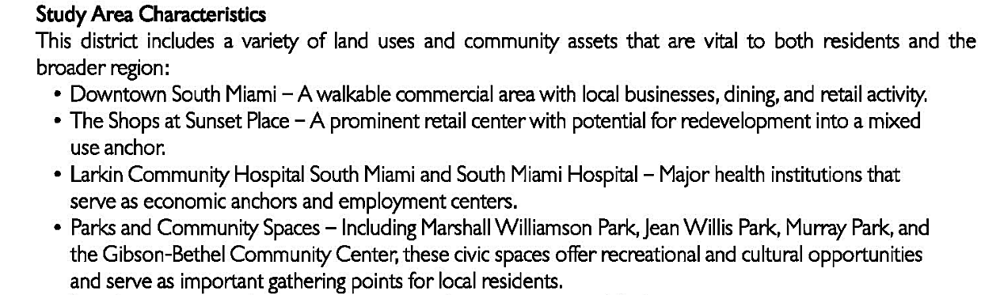 Study Area Characteristics
This district includes a variety of land uses and community assets that are vital to both residents and the
broader region:
• Downtown South Miami – A walkable commercial area with local businesses, dining, and retail activity.
• The Shops at Sunset Place – A prominent retail center with potential for redevelopment into a mixed
use anchor.
• Larkin Community Hospital South Miami and South Miami Hospital – Major health institutions that
serve as economic anchors and employment centers.
• Parks and Community Spaces – Including Marshall Williamson Park, Jean Willis Park, Murray Park, and
the Gibson-Bethel Community Center, these civic spaces offer recreational and cultural opportunities
and serve as important gathering points for local residents.